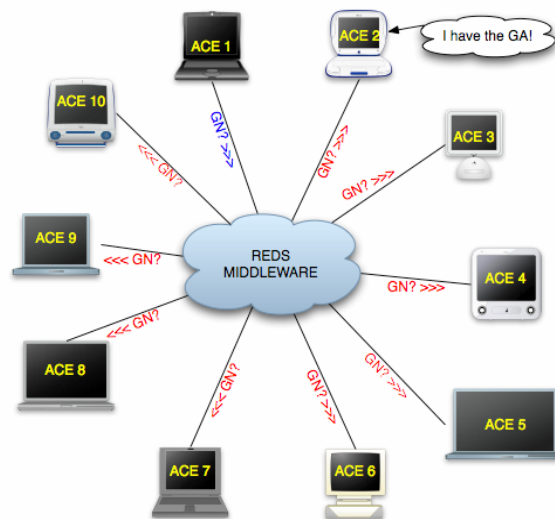 ACE 1
ACE 2
I have the GA!
ACE 10
GN? >>>
GN? >>>
ACE 3
<<< GN?
GN? >>>
ACE 9
REDS
MIDDLEWARE
<<< GN?
GN? >>>
ACE 4
<<< GN?
ACE 8
GN? >>>
<<< GN?
GN? >>>
ACE 5
ACE 7
ACE 6